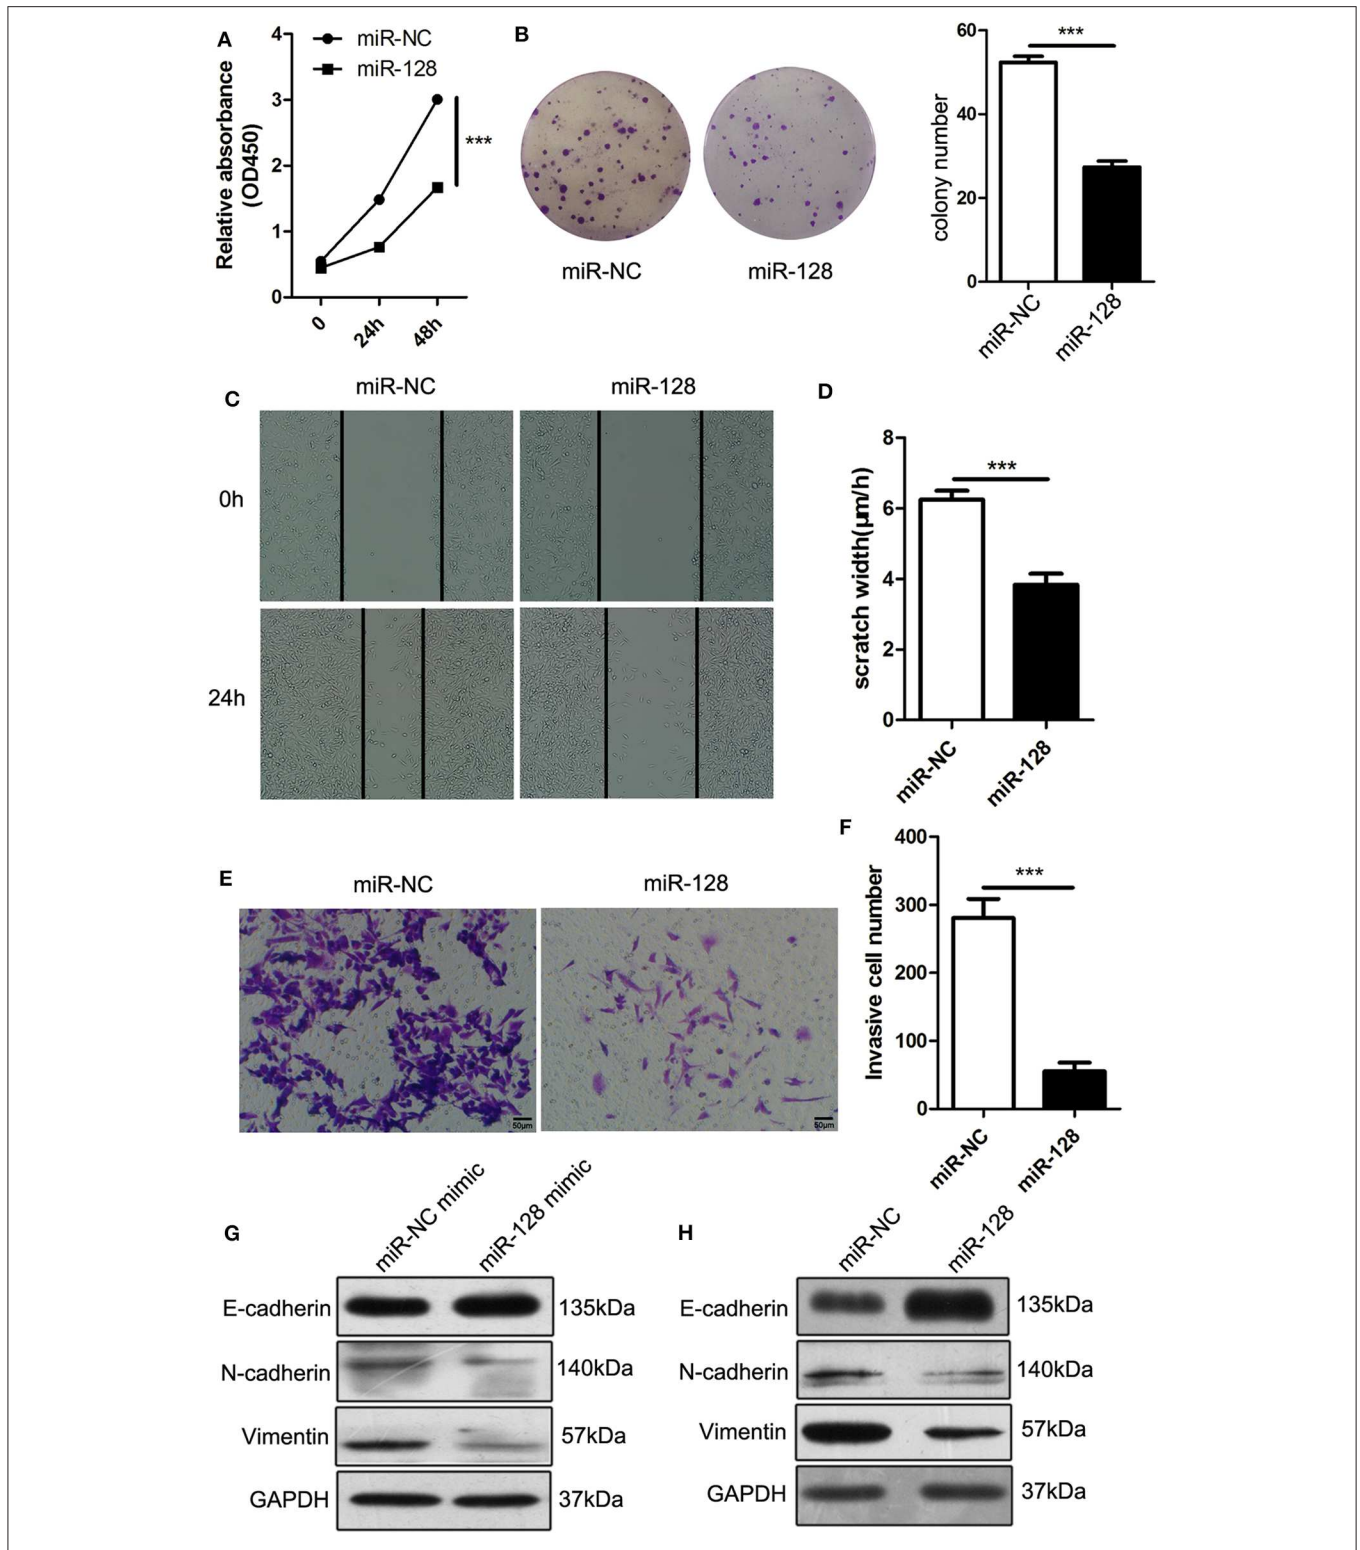 A
4
3
2
1
0
Relative absorbance
(OD450)
miR-NC
miR-128
***
0
24h
48h
B
miR-NC
miR-128
60
40
20
0
colony number
***
miR-NC
miR-128
C
miR-NC
miR-128
0h
24h
D
8
6
4
2
0
scratch width(µm/h)
***
miR-NC
miR-128
E
miR-NC
miR-128
50µm
50µm
F
400
300
200
100
0
Invasive cell number
***
miR-NC
miR-128
G
miR-NC mimic
miR-128 mimic
E-cadherin 135kDa
N-cadherin 140kDa
Vimentin 57kDa
GAPDH 37kDa
H
miR-NC
miR-128
E-cadherin 135kDa
N-cadherin 140kDa
Vimentin 57kDa
GAPDH 37kDa